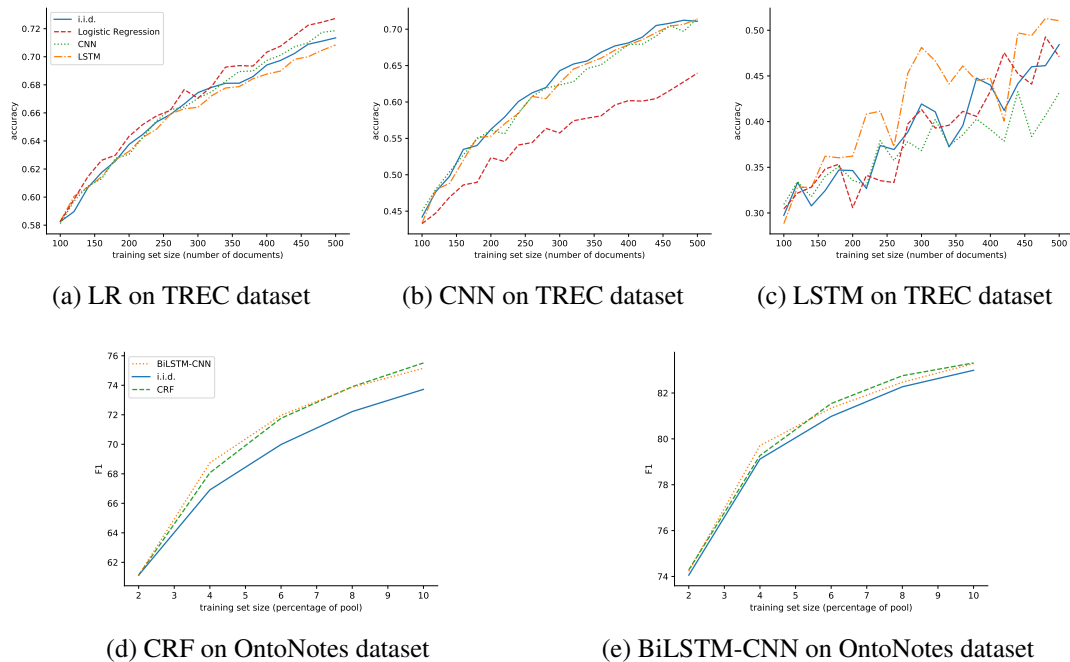 0.72
0.70
0.68
0.66
0.64
0.62
0.60
0.58
accuracy
i.i.d.
Logistic Regression
CNN
LSTM
100 150 200 250 300 350 400 450 500
training set size (number of documents)
(a) LR on TREC dataset
0.70
0.65
0.60
0.55
0.50
0.45
accuracy
100 150 200 250 300 350 400 450 500
training set size (number of documents)
(b) CNN on TREC dataset
0.50
0.45
0.40
0.35
0.30
accuracy
100 150 200 250 300 350 400 450 500
training set size (number of documents)
(c) LSTM on TREC dataset
76
74
72
70
68
66
64
62
F1
BiLSTM-CNN
i.i.d.
CRF
2 3 4 5 6 7 8 9 10
training set size (percentage of pool)
(d) CRF on OntoNotes dataset
82
80
78
76
74
F1
2 3 4 5 6 7 8 9 10
training set size (percentage of pool)
(e) BiLSTM-CNN on OntoNotes dataset